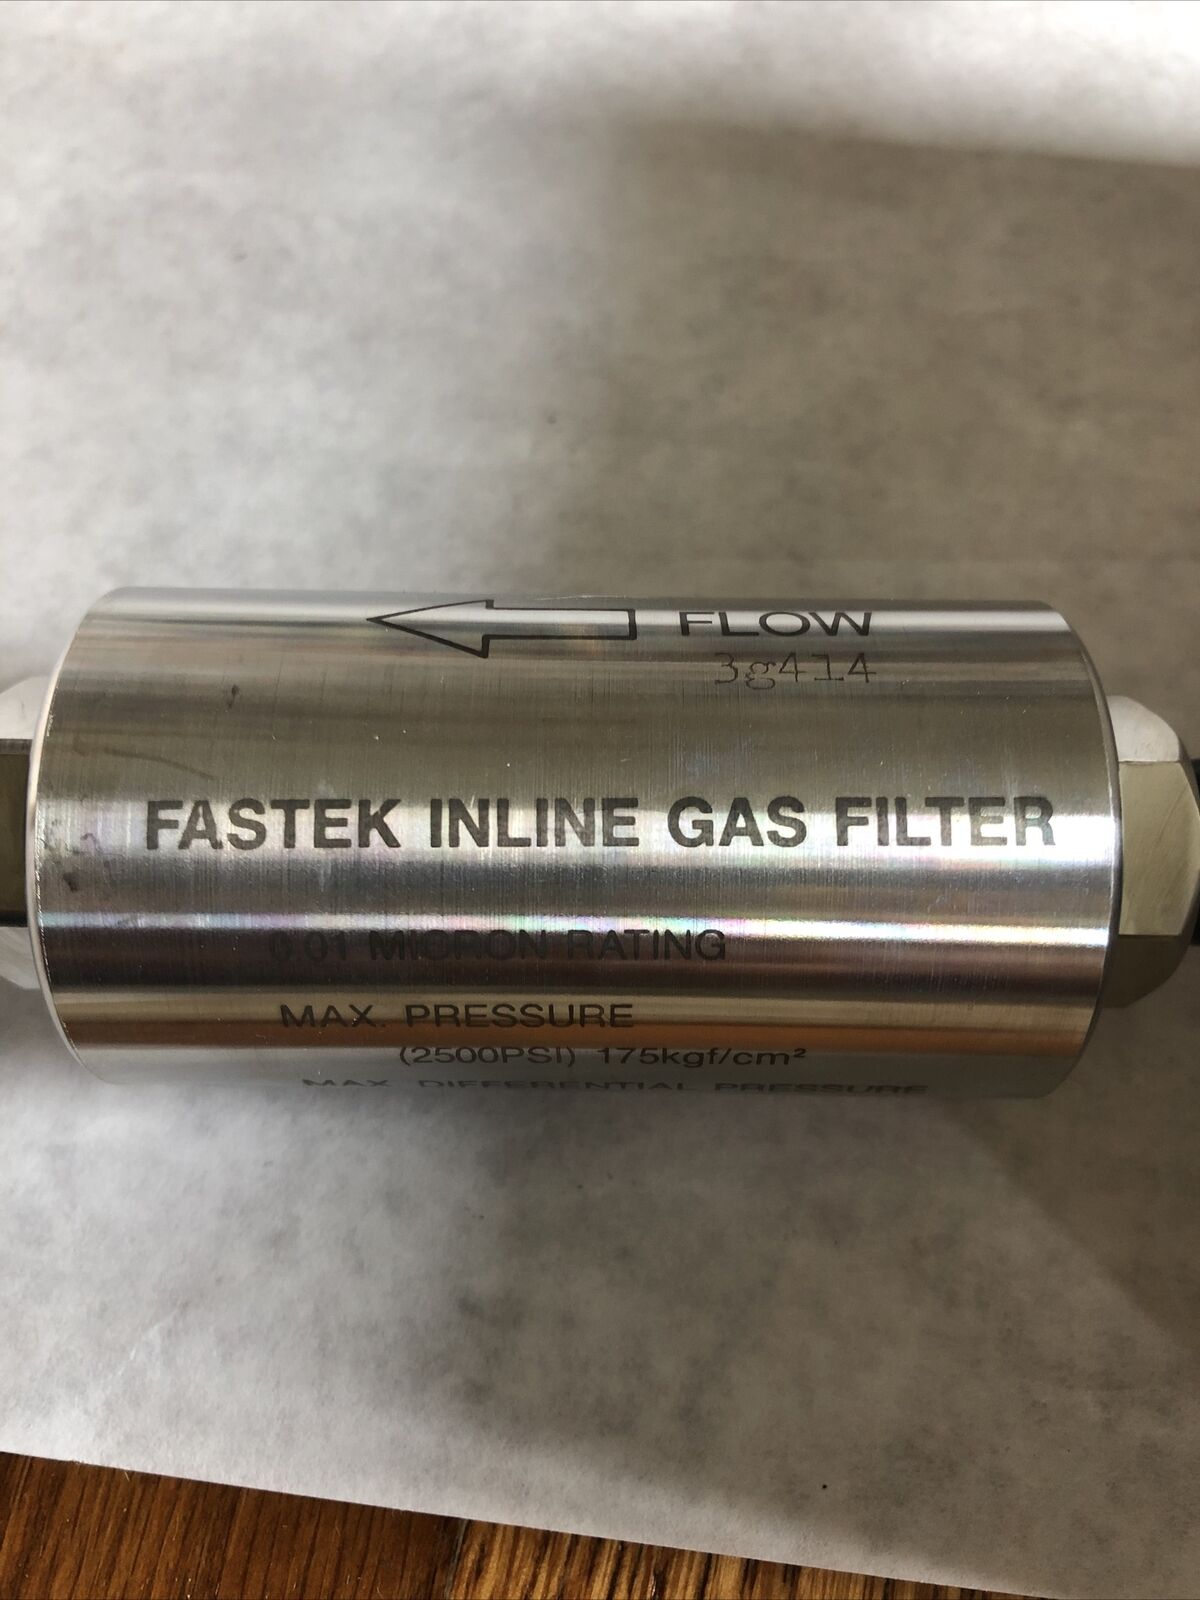 FLOW
3g414
FASTEK INLINE GAS FILTER
0.01 MICRON RATING
MAX. PRESSURE
(2500PSI) 175kgf/cm²
MAX. DIFFERENTIAL PRESSURE